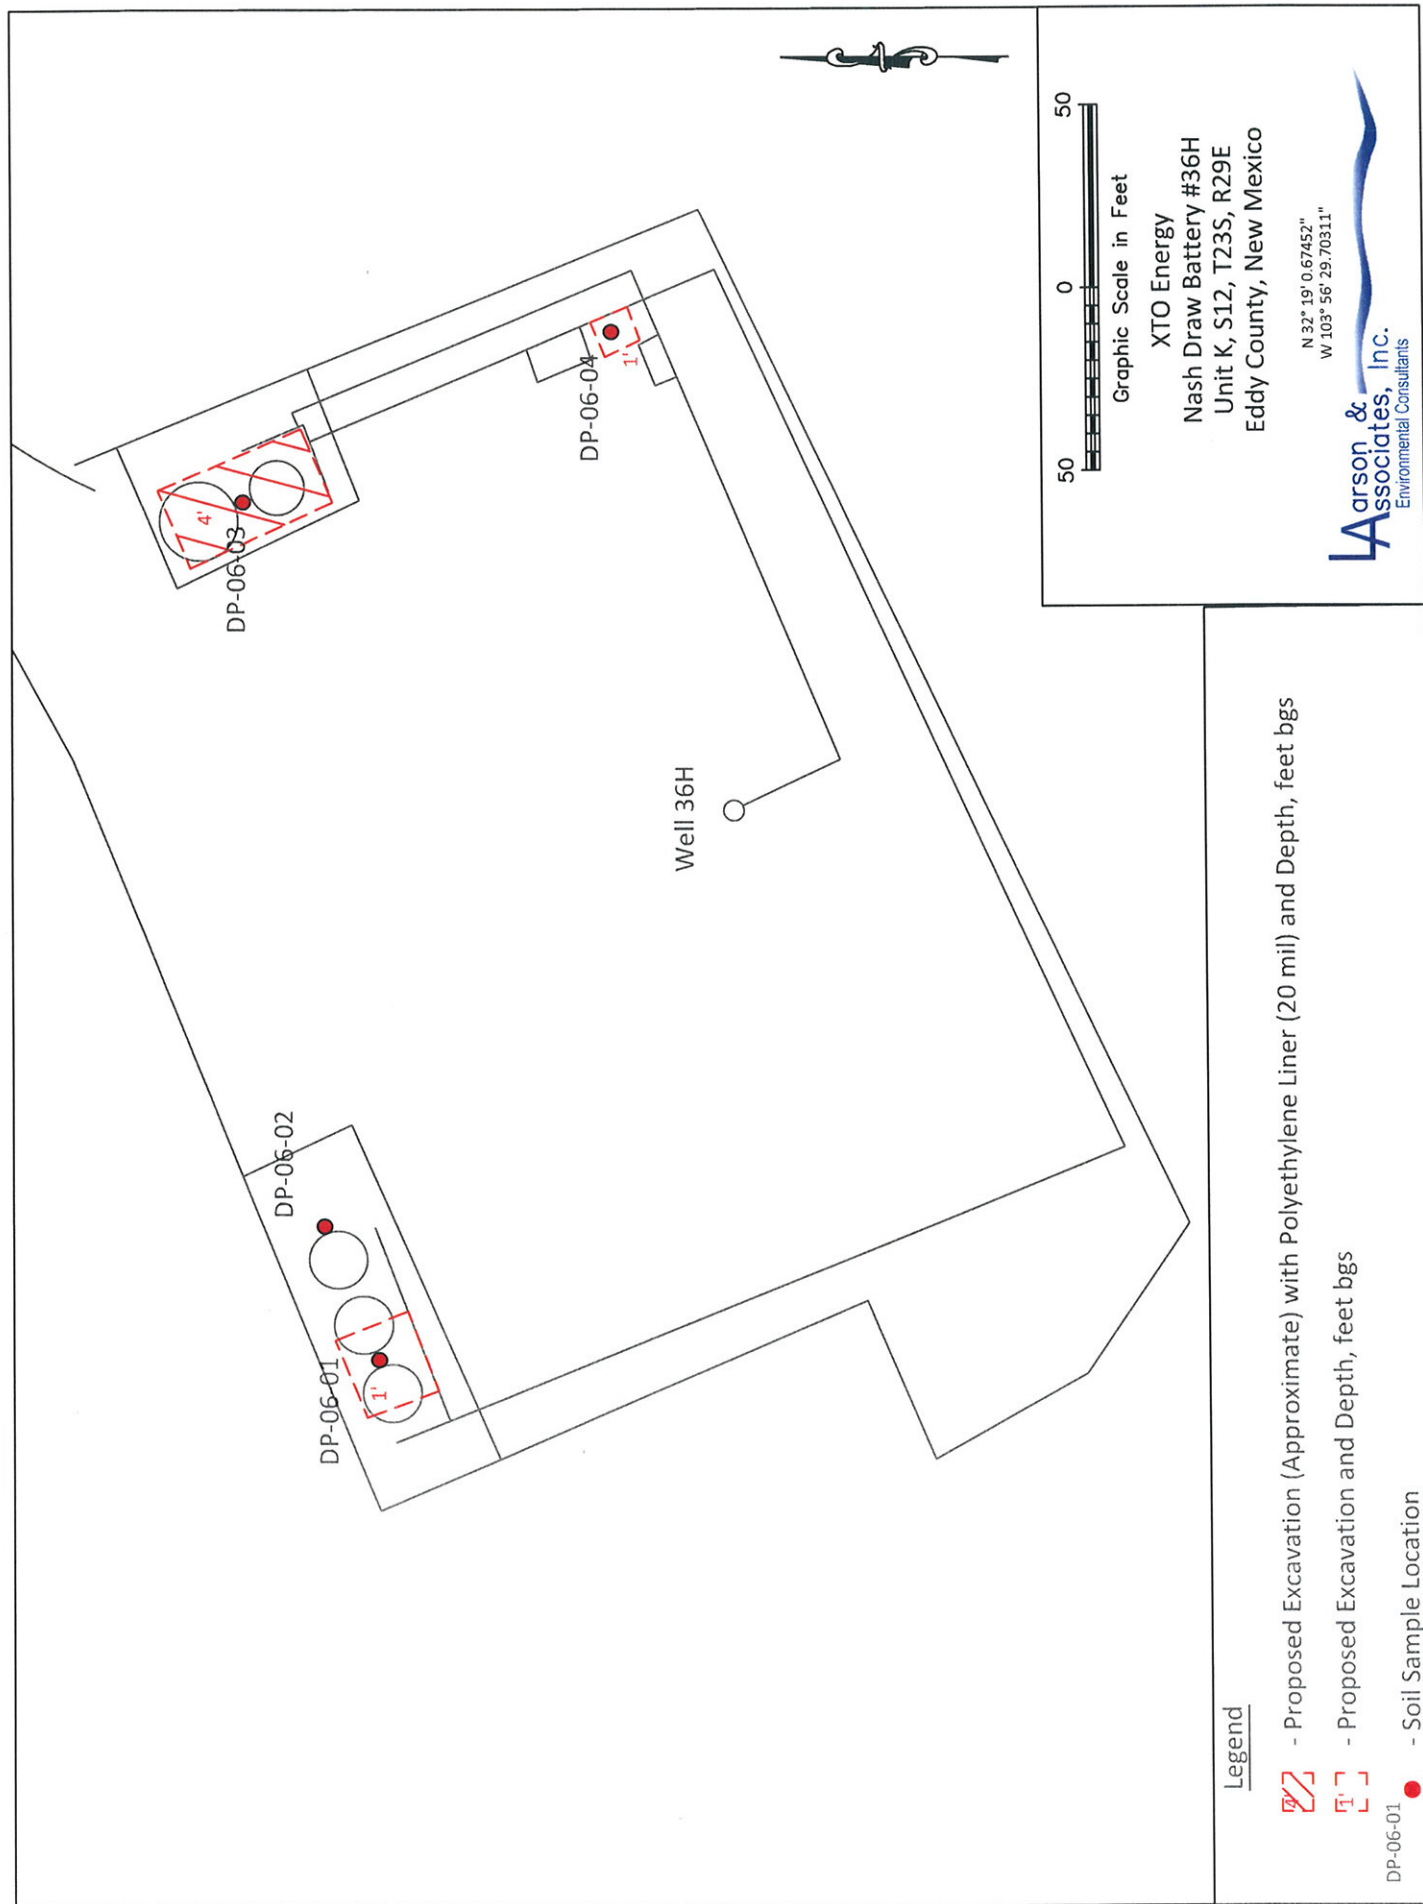 DP-06-01
1'
DP-06-02
DP-06-03
4'
DP-06-04
1'
Well 36H
Legend
4' - Proposed Excavation (Approximate) with Polyethylene Liner (20 mil) and Depth, feet bgs
1' - Proposed Excavation and Depth, feet bgs
DP-06-01
- Soil Sample Location
50 0 50
Graphic Scale in Feet
XTO Energy
Nash Draw Battery #36H
Unit K, S12, T23S, R29E
Eddy County, New Mexico
N 32° 19' 0.67452"
W 103° 56' 29.70311"
Larson &
Associates, Inc.
Environmental Consultants